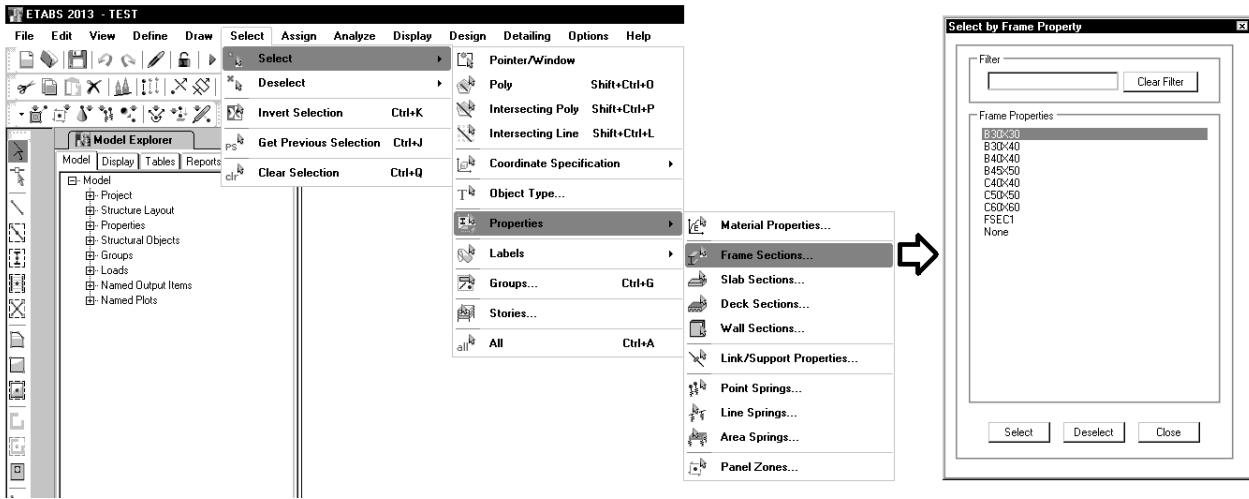 ETABS 2013 - TEST
File Edit View Define Draw Select Assign Analyze Display Design Detailing Options Help
Model Explorer
Model Display Tables Reports
Model
Project
Structure Layout
Properties
Structural Objects
Groups
Loads
Named Output Items
Named Plots
Select
Deselect
Invert Selection Ctrl+K
PS Get Previous Selection Ctrl+J
clr Clear Selection Ctrl+Q
Pointer/Window
Poly Shift+Ctrl+O
Intersecting Poly Shift+Ctrl+P
Intersecting Line Shift+Ctrl+L
Coordinate Specification
T Object Type...
Properties
Labels
Groups... Ctrl+G
Stories...
all All Ctrl+A
E Material Properties...
Frame Sections...
Slab Sections...
Deck Sections...
Wall Sections...
Link/Support Properties...
Point Springs...
Line Springs...
Area Springs...
Panel Zones...
Select by Frame Property
Filter
Clear Filter
Frame Properties
B30X30
B30X40
B40X40
B45X50
C40X40
C50X50
C60X60
FSEC1
None
Select Deselect Close